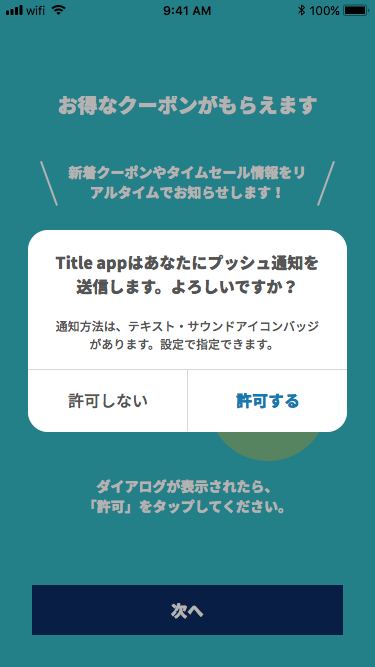 wifi 9:41 AM 100%
お得なクーポンがもらえます
新着クーポンやタイムセール情報をリ
アルタイムでお知らせします！
Title appはあなたにプッシュ通知を
送信します。よろしいですか？
通知方法は、テキスト・サウンドアイコンバッジ
があります。設定で指定できます。
許可しない 許可する
ダイアログが表示されたら、
「許可」をタップしてください。
次へ